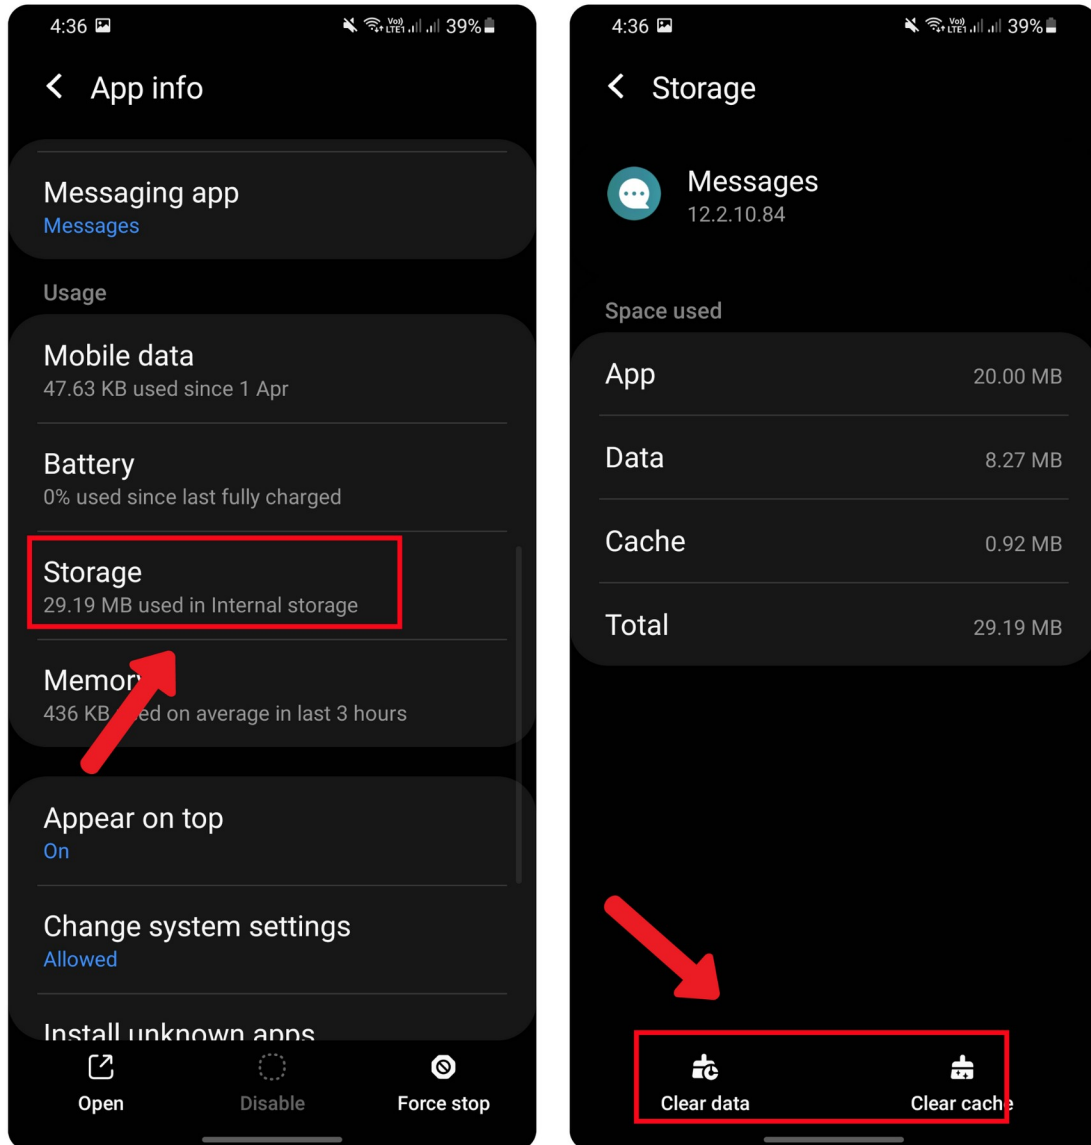 4:36
Vo))
LTE1
39%
App info
Messaging app
Messages
Usage
Mobile data
47.63 KB used since 1 Apr
Battery
0% used since last fully charged
Storage
29.19 MB used in Internal storage
Memory
436 KB used on average in last 3 hours
Appear on top
On
Change system settings
Allowed
Install unknown apps
Open
Disable
Force stop
4:36
Vo))
LTE1
39%
Storage
Messages
12.2.10.84
Space used
App 20.00 MB
Data 8.27 MB
Cache 0.92 MB
Total 29.19 MB
Clear data
Clear cache